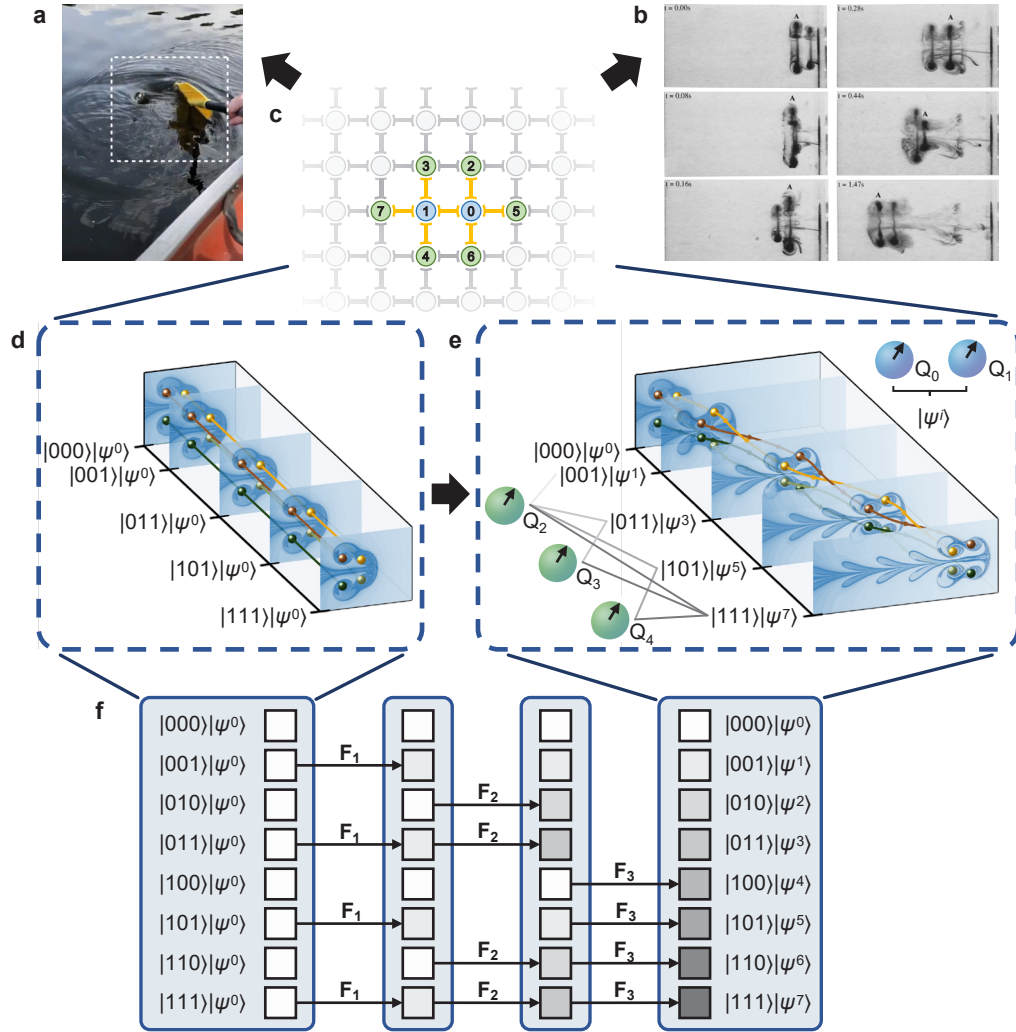 a
b
t = 0.00s
A
t = 0.28s
A
t = 0.08s
A
t = 0.44s
A
t = 0.16s
A
t = 1.47s
A
c
3 2
7 1 0 5
4 6
d
|000⟩|ψ⁰⟩
|001⟩|ψ⁰⟩
|011⟩|ψ⁰⟩
|101⟩|ψ⁰⟩
|111⟩|ψ⁰⟩
e
Q₀
Q₁
|ψⁱ⟩
|000⟩|ψ⁰⟩
|001⟩|ψ¹⟩
|011⟩|ψ³⟩
|101⟩|ψ⁵⟩
|111⟩|ψ⁷⟩
Q₂
Q₃
Q₄
f
|000⟩|ψ⁰⟩ |000⟩|ψ⁰⟩
|001⟩|ψ⁰⟩ F₁ |001⟩|ψ¹⟩
|010⟩|ψ⁰⟩ F₂ |010⟩|ψ²⟩
|011⟩|ψ⁰⟩ F₁ F₂ |011⟩|ψ³⟩
|100⟩|ψ⁰⟩ F₃ |100⟩|ψ⁴⟩
|101⟩|ψ⁰⟩ F₁ F₃ |101⟩|ψ⁵⟩
|110⟩|ψ⁰⟩ F₂ F₃ |110⟩|ψ⁶⟩
|111⟩|ψ⁰⟩ F₁ F₂ F₃ |111⟩|ψ⁷⟩